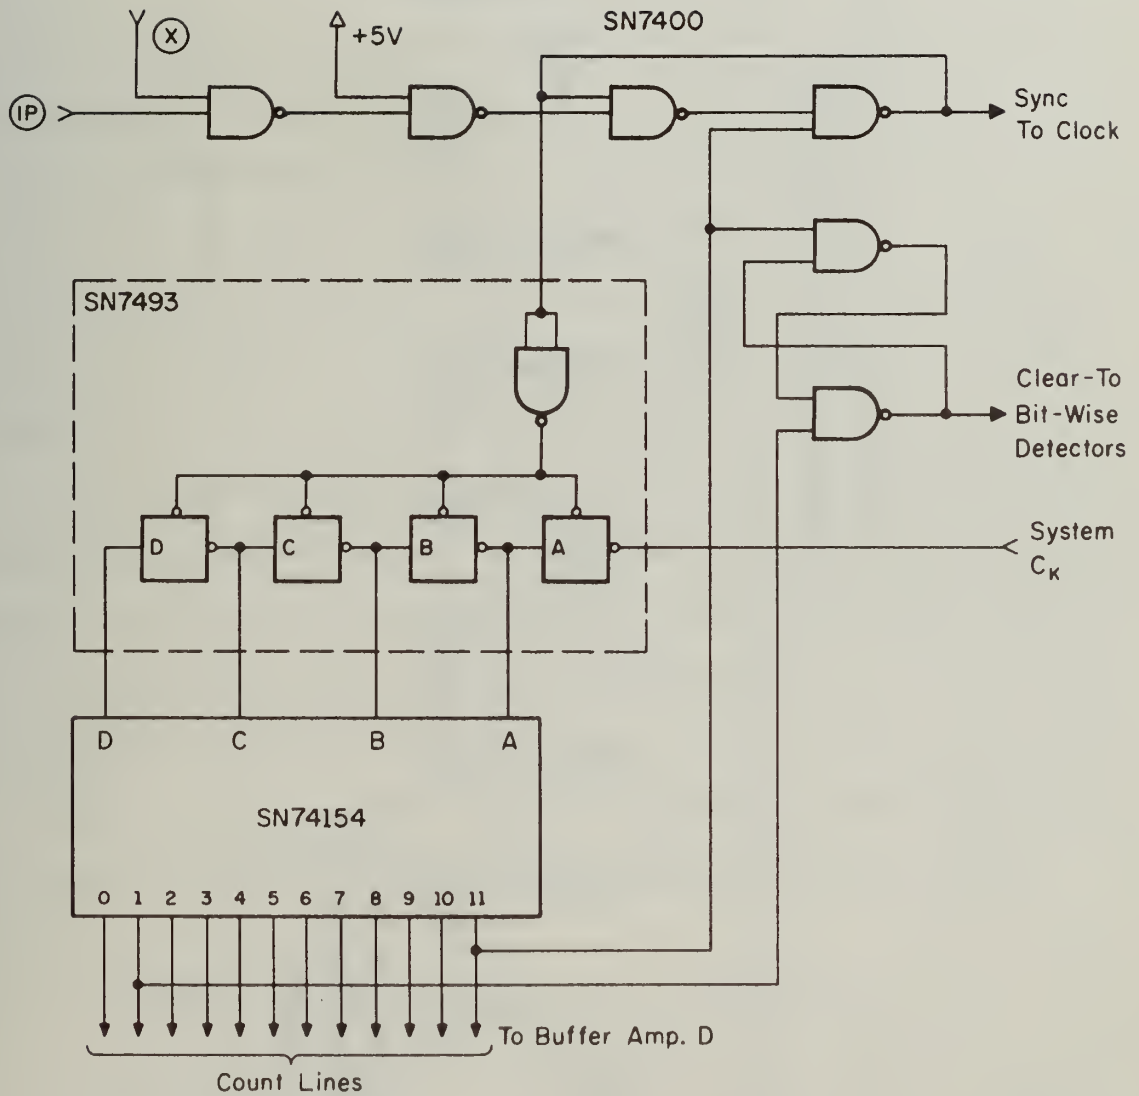 X
+5V
SN7400
IP
Sync
To Clock
SN7493
Clear-To
Bit-Wise
Detectors
D
C
B
A
System
CK
D
C
B
A
SN74154
0 1 2 3 4 5 6 7 8 9 10 11
To Buffer Amp. D
Count Lines